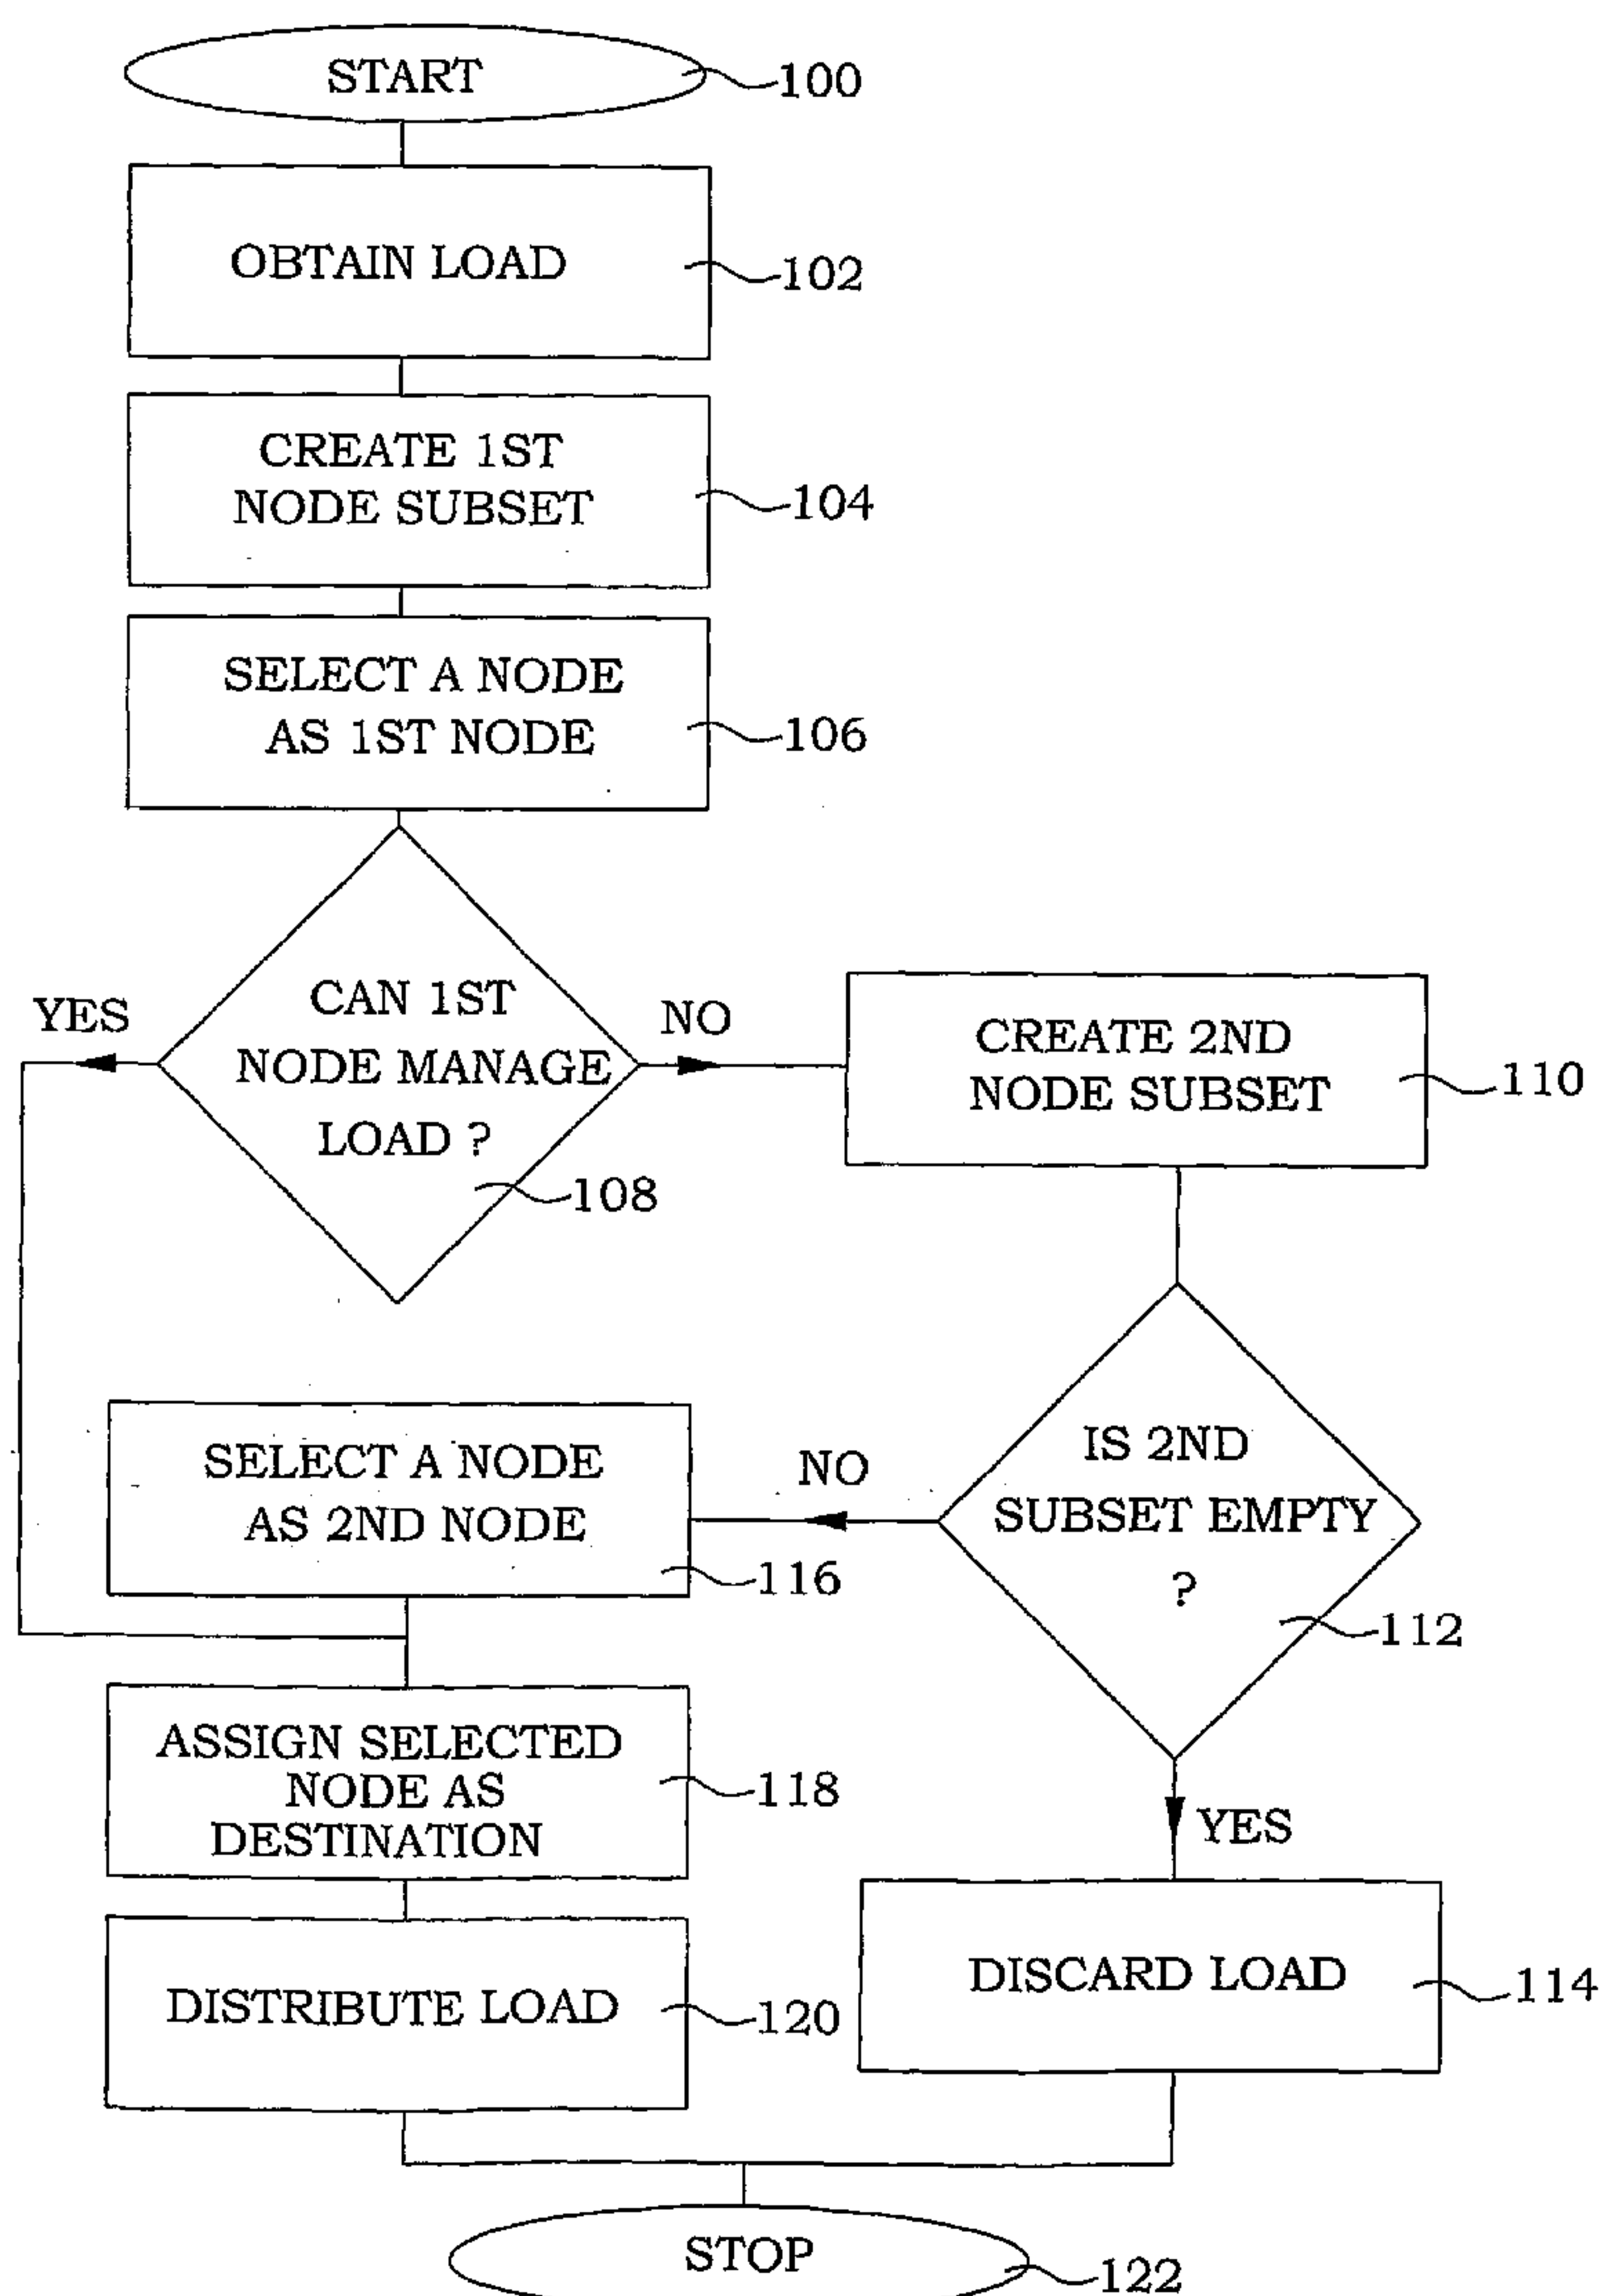 START
100
OBTAIN LOAD
102
CREATE 1ST
NODE SUBSET
104
SELECT A NODE
AS 1ST NODE
106
YES
CAN 1ST
NODE MANAGE
LOAD ?
108
NO
CREATE 2ND
NODE SUBSET
110
IS 2ND
SUBSET EMPTY
?
112
NO
SELECT A NODE
AS 2ND NODE
116
ASSIGN SELECTED
NODE AS
DESTINATION
118
YES
DISTRIBUTE LOAD
120
DISCARD LOAD
114
STOP
122